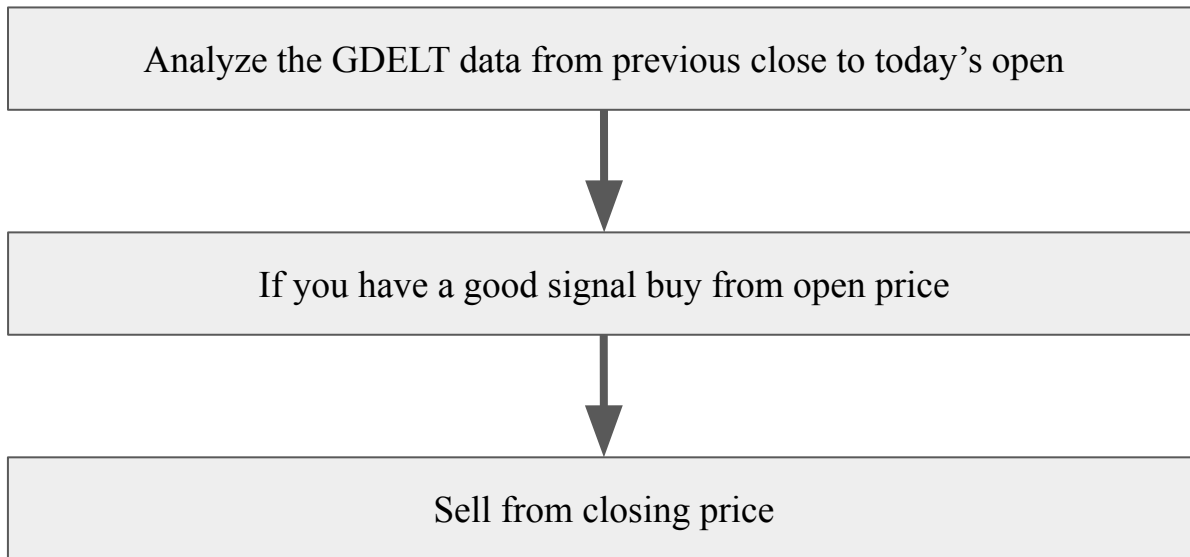 Analyze the GDELT data from previous close to today’s open
If you have a good signal buy from open price
Sell from closing price